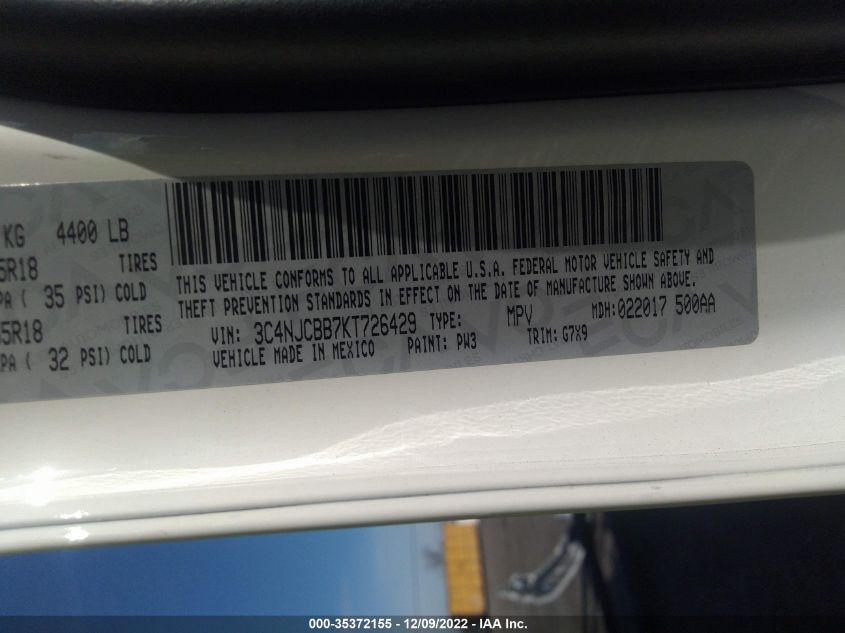 KG 4400 LB
5R18 TIRES
PA ( 35 PSI) COLD
5R18 TIRES
PA ( 32 PSI) COLD
THIS VEHICLE CONFORMS TO ALL APPLICABLE U.S.A. FEDERAL MOTOR VEHICLE SAFETY AND
THEFT PREVENTION STANDARDS IN EFFECT ON THE DATE OF MANUFACTURE SHOWN ABOVE.
VIN: 3C4NJCBB7KT726429 TYPE: MPV MDH:022017 500AA
VEHICLE MADE IN MEXICO PAINT: PW3 TRIM: G7X9
000-35372155 - 12/09/2022 - IAA Inc.